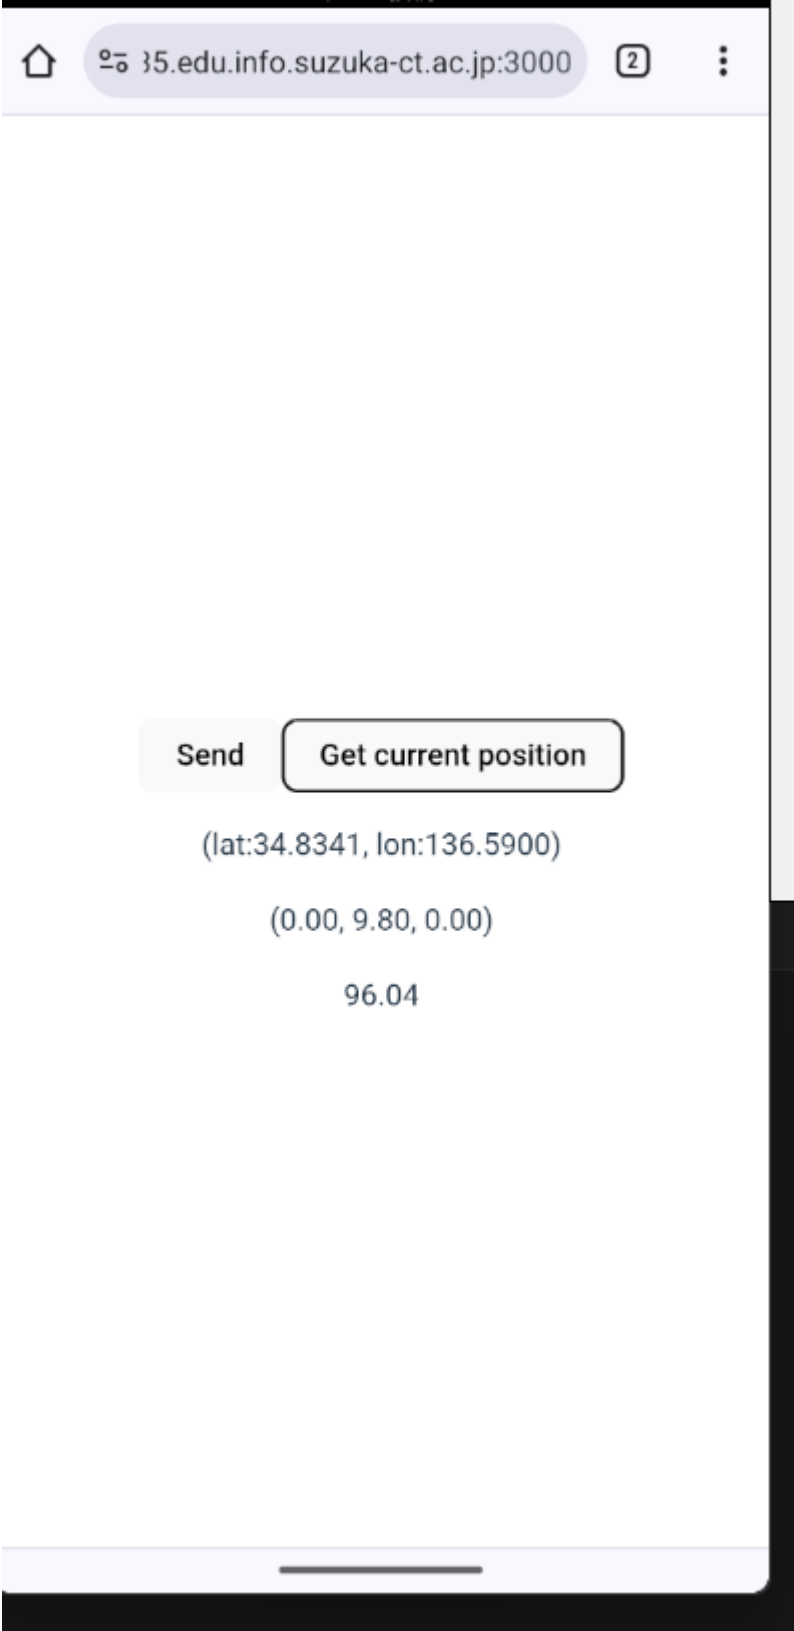 35.edu.info.suzuka-ct.ac.jp:3000
2
Send
Get current position
(lat:34.8341, lon:136.5900)
(0.00, 9.80, 0.00)
96.04